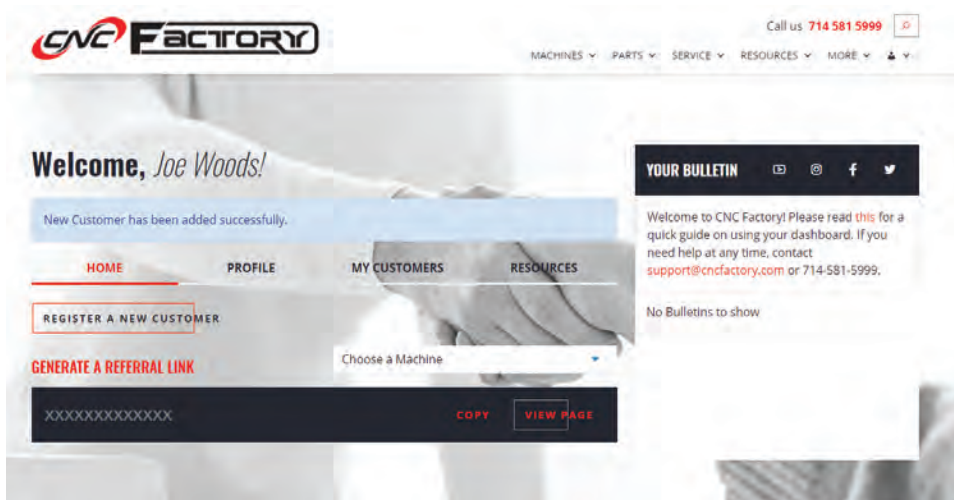 CNC FACTORY
Call us 714 581 5999
MACHINES PARTS SERVICE RESOURCES MORE
Welcome, Joe Woods!
New Customer has been added successfully.
HOME PROFILE MY CUSTOMERS RESOURCES
REGISTER A NEW CUSTOMER
GENERATE A REFERRAL LINK
Choose a Machine
XXXXXXXXXXXXX
COPY VIEW PAGE
YOUR BULLETIN
Welcome to CNC Factory! Please read this for a
quick guide on using your dashboard. If you
need help at any time, contact
support@cncfactory.com or 714-581-5999.
No Bulletins to show